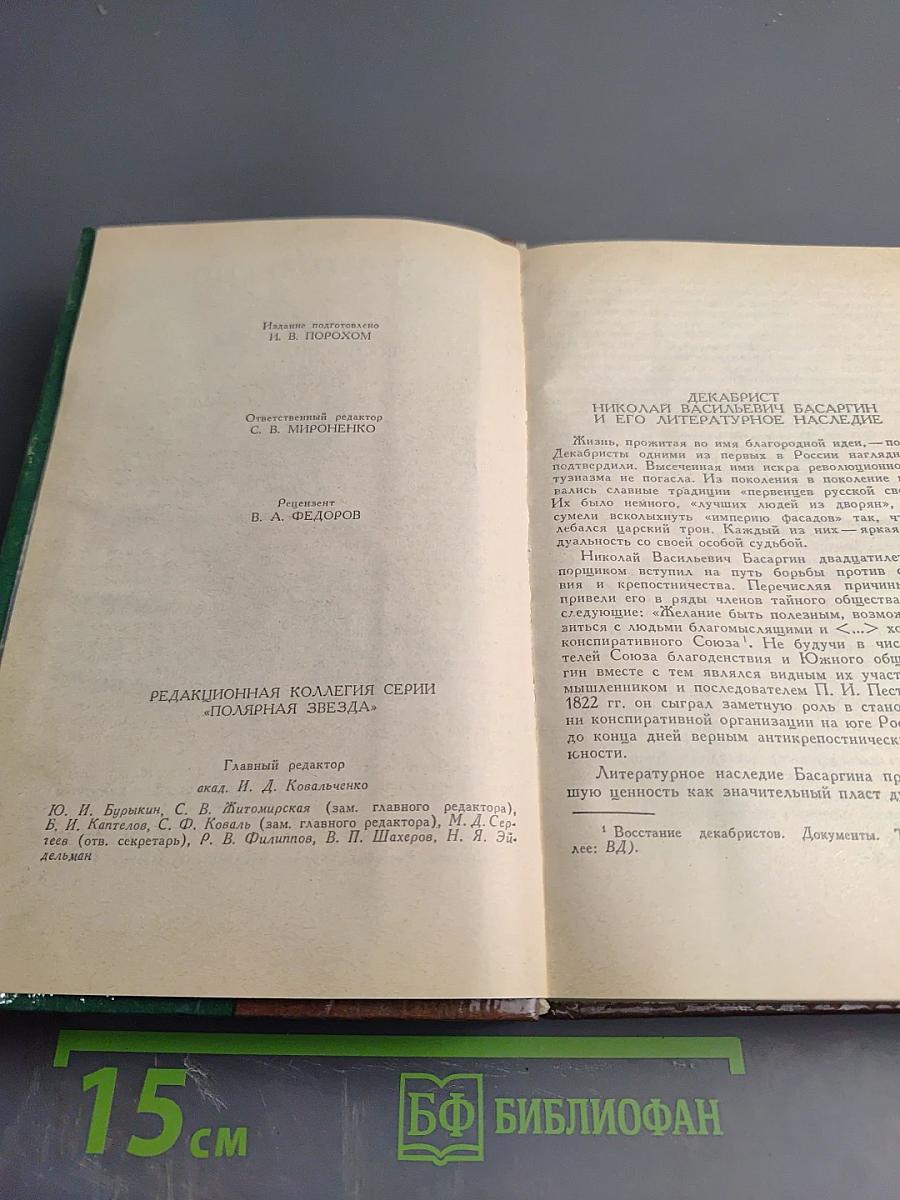 Издание подготовлено
И. В. ПОРОХОМ
Ответственный редактор
С. В. МИРОНЕНКО
Рецензент
В. А. ФЕДОРОВ
РЕДАКЦИОННАЯ КОЛЛЕГИЯ СЕРИИ
«ПОЛЯРНАЯ ЗВЕЗДА»
Главный редактор
акад. И. Д. Ковальченко
Ю. И. Бурыкин, С. В. Житомирская (зам. главного редактора),
Б. И. Каптелов, С. Ф. Коваль (зам. главного редактора), М. Д. Сер-
геев (отв. секретарь), Р. В. Филиппов, В. П. Шахеров, Н. Я. Эй-
дельман
ДЕКАБРИСТ
НИКОЛАЙ ВАСИЛЬЕВИЧ БАСАРГИН
И ЕГО ЛИТЕРАТУРНОЕ НАСЛЕДИЕ
Жизнь, прожитая во имя благородной идеи,— по
Декабристы одними из первых в России наглядн
подтвердили. Высеченная ими искра революционно
тузиазма не погасла. Из поколения в поколение
вались славные традиции «первенцев русской св
Их было немного, «лучших людей из дворян»,
сумели всколыхнуть «империю фасадов» так, чт
лебался царский трон. Каждый из них — яркая
дуальность со своей особой судьбой.
Николай Васильевич Басаргин двадцатиле
порщиком вступил на путь борьбы против
вия и крепостничества. Перечисляя причины
привели его в ряды членов тайного общества
следующие: «Желание быть полезным, возмож
зиться с людьми благомыслящими и <...> хо
конспиративного Союза¹. Не будучи в чис
телей Союза благоденствия и Южного общ
гин вместе с тем являлся видным их участ
мышленником и последователем П. И. Пест
1822 гг. он сыграл заметную роль в стано
ни конспиративной организации на юге Рос
до конца дней верным антикрепостническ
юности.
Литературное наследие Басаргина пр
шую ценность как значительный пласт д
¹ Восстание декабристов. Документы. Т
лее: ВД).
15 см
БФ БИБЛИОФАН